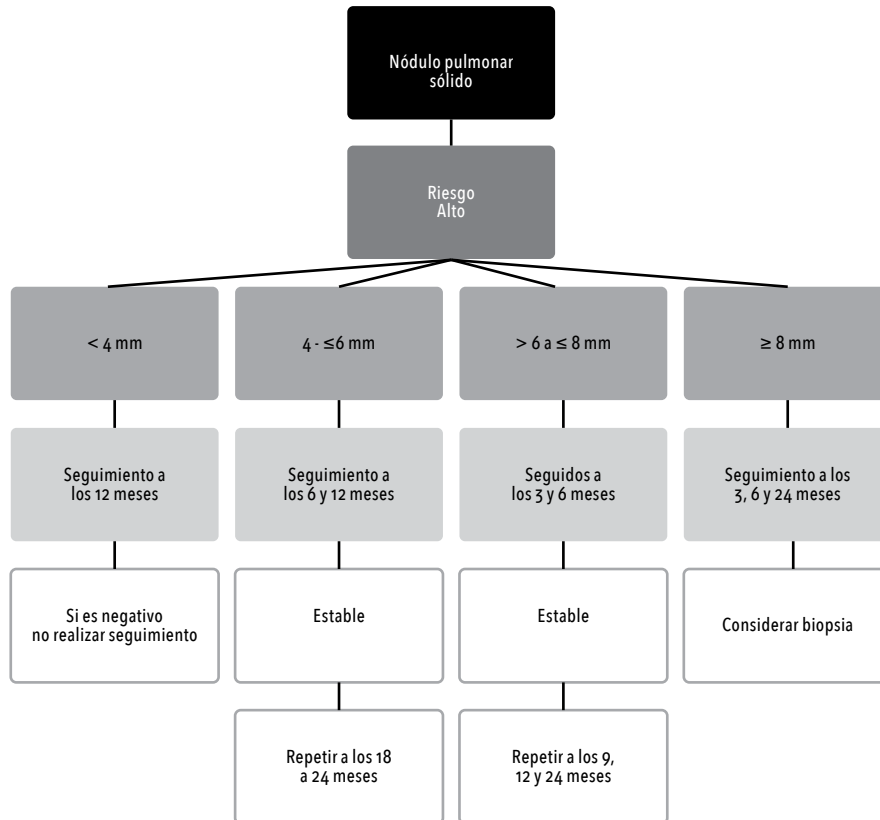 Nódulo pulmonar
sólido
Riesgo
Alto
< 4 mm
4 - ≤6 mm
> 6 a ≤ 8 mm
≥ 8 mm
Seguimiento a
los 12 meses
Seguimiento a
los 6 y 12 meses
Seguidos a
los 3 y 6 meses
Seguimiento a los
3, 6 y 24 meses
Si es negativo
no realizar seguimiento
Estable
Estable
Considerar biopsia
Repetir a los 18
a 24 meses
Repetir a los 9,
12 y 24 meses